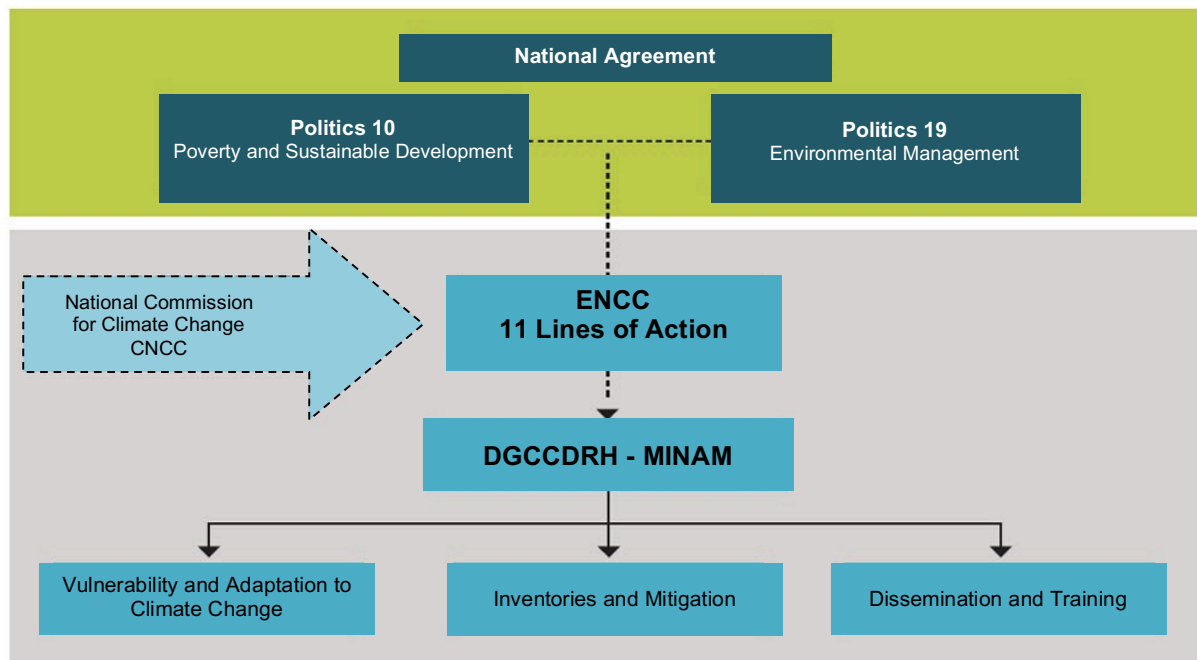 National Agreement
Politics 10
Poverty and Sustainable Development
Politics 19
Environmental Management
National Commission
for Climate Change
CNCC
ENCC
11 Lines of Action
DGCCDRH - MINAM
Vulnerability and Adaptation to
Climate Change
Inventories and Mitigation
Dissemination and Training